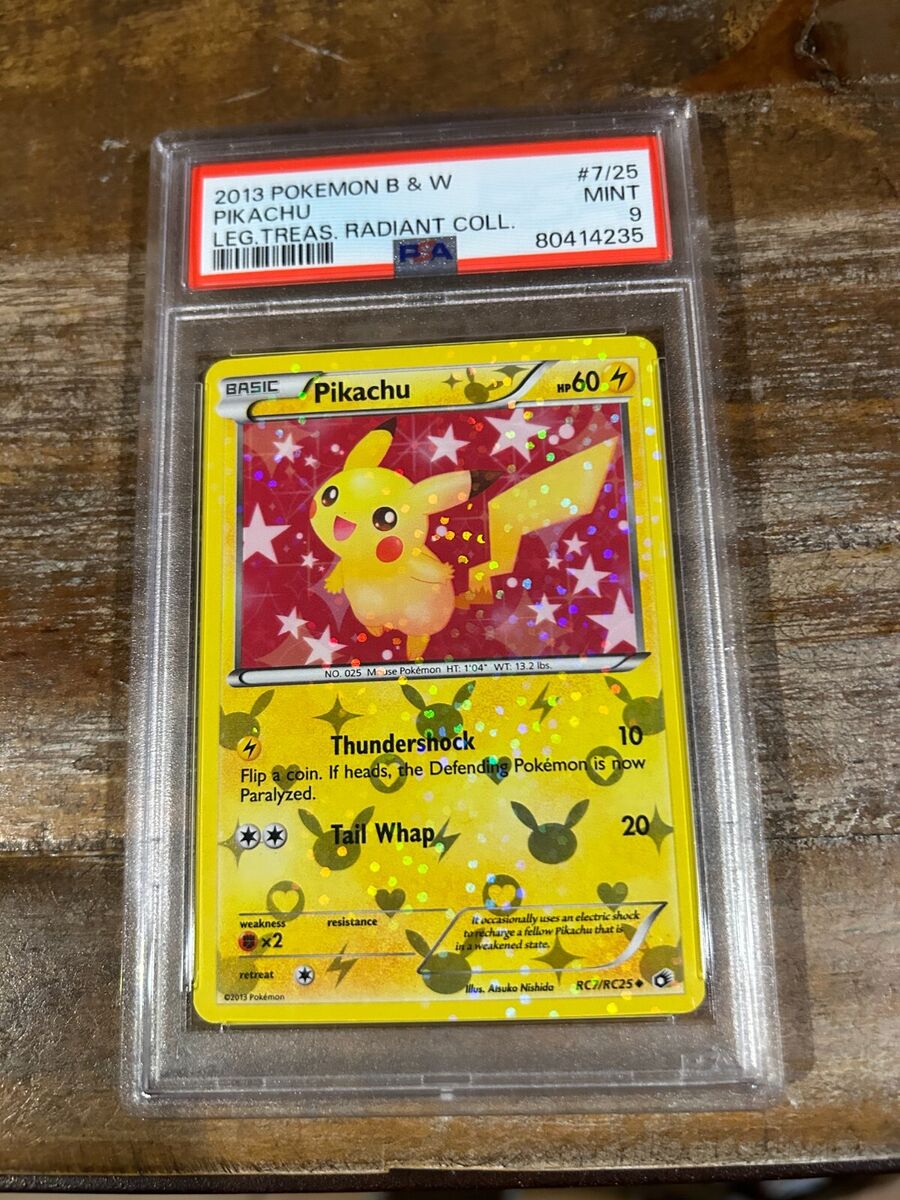 2013 POKEMON B & W #7/25
PIKACHU MINT
LEG.TREAS. RADIANT COLL. 9
80414235
PSA
BASIC Pikachu HP60
NO. 025 Mouse Pokémon HT: 1'04" WT: 13.2 lbs.
Thundershock 10
Flip a coin. If heads, the Defending Pokémon is now
Paralyzed.
Tail Whap 20
weakness resistance
×2
It occasionally uses an electric shock
to recharge a fellow Pikachu that is
in a weakened state.
retreat
Illus. Atsuko Nishida RC7/RC25
©2013 Pokémon